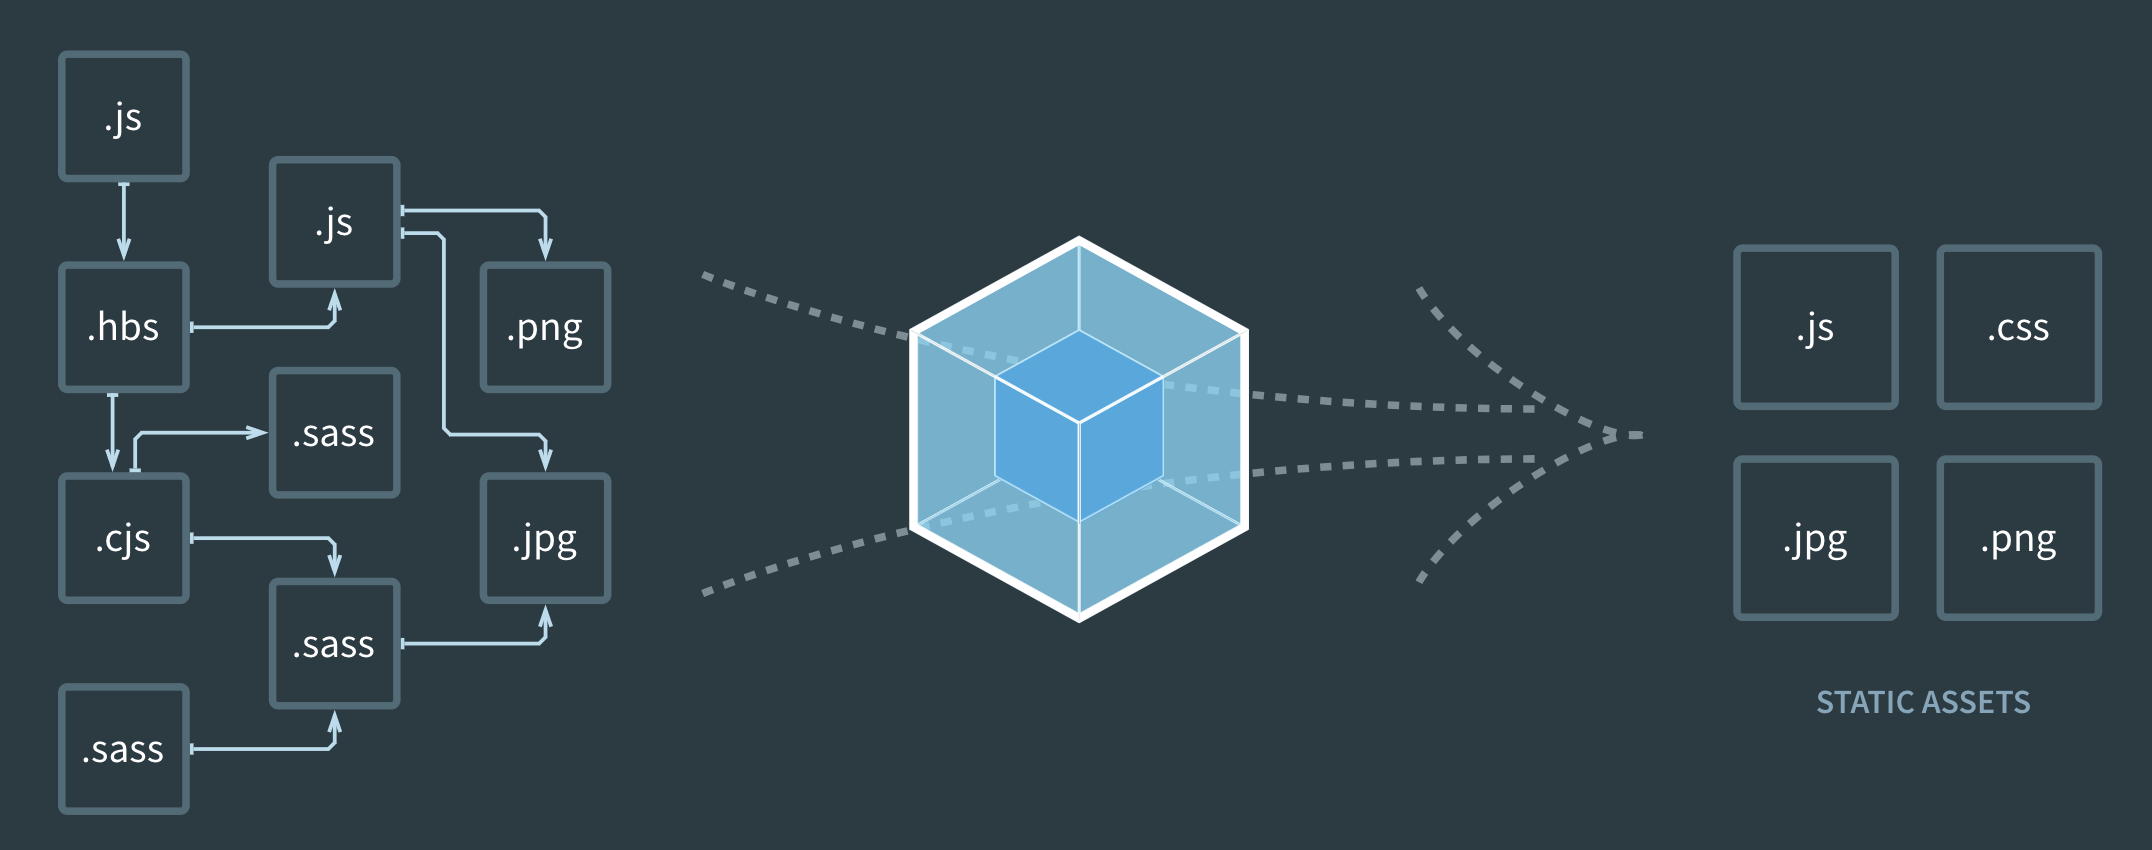 .js
.js
.hbs
.png
.sass
.cjs
.jpg
.sass
.sass
.js
.css
.jpg
.png
STATIC ASSETS